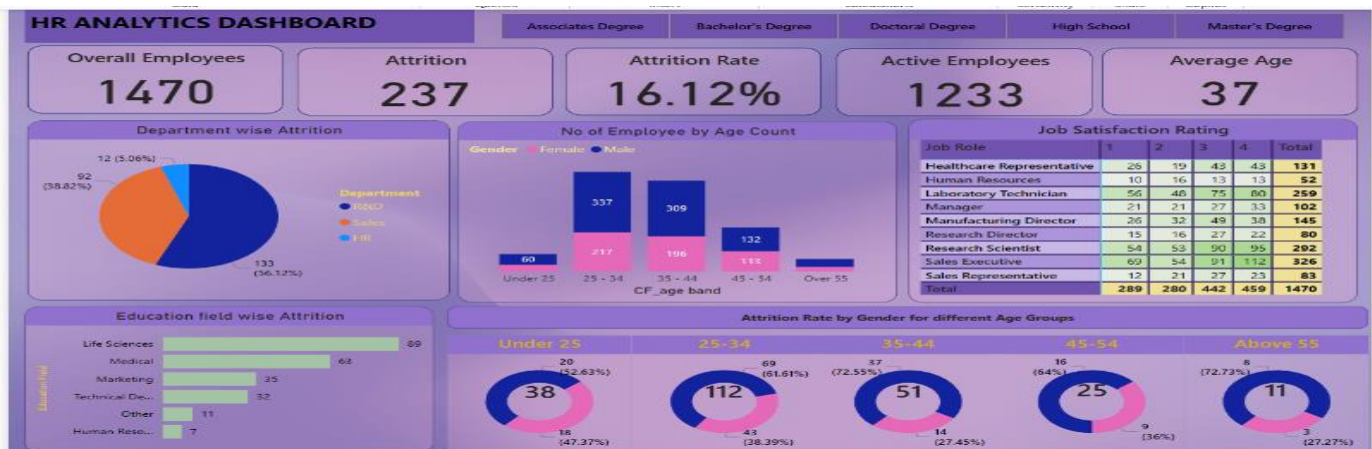 HR ANALYTICS DASHBOARD
Associates Degree Bachelor's Degree Doctoral Degree High School Master's Degree
Overall Employees Attrition Attrition Rate Active Employees Average Age
1470 237 16.12% 1233 37
Department wise Attrition
12 (5.06%)
92
(38.82%)
Department
R&D
Sales
HR
133
(56.12%)
No of Employee by Age Count
Gender Female Male
337
309
132
60
217
196
113
Under 25 25 - 34 35 - 44 45 - 54 Over 55
CF_age band
Job Satisfaction Rating
Job Role 1 2 3 4 Total
Healthcare Representative 26 19 43 43 131
Human Resources 10 16 13 13 52
Laboratory Technician 56 48 75 80 259
Manager 21 21 27 33 102
Manufacturing Director 26 32 49 38 145
Research Director 15 16 27 22 80
Research Scientist 54 53 90 95 292
Sales Executive 69 54 91 112 326
Sales Representative 12 21 27 23 83
Total 289 280 442 459 1470
Education field wise Attrition
Education Field
Life Sciences 89
Medical 63
Marketing 35
Technical De... 32
Other 11
Human Reso... 7
Attrition Rate by Gender for different Age Groups
Under 25 25-34 35-44 45-54 Above 55
20
(52.63%)
38
18
(47.37%)
69
(61.61%)
112
43
(38.39%)
37
(72.55%)
51
14
(27.45%)
16
(64%)
25
9
(36%)
8
(72.73%)
11
3
(27.27%)